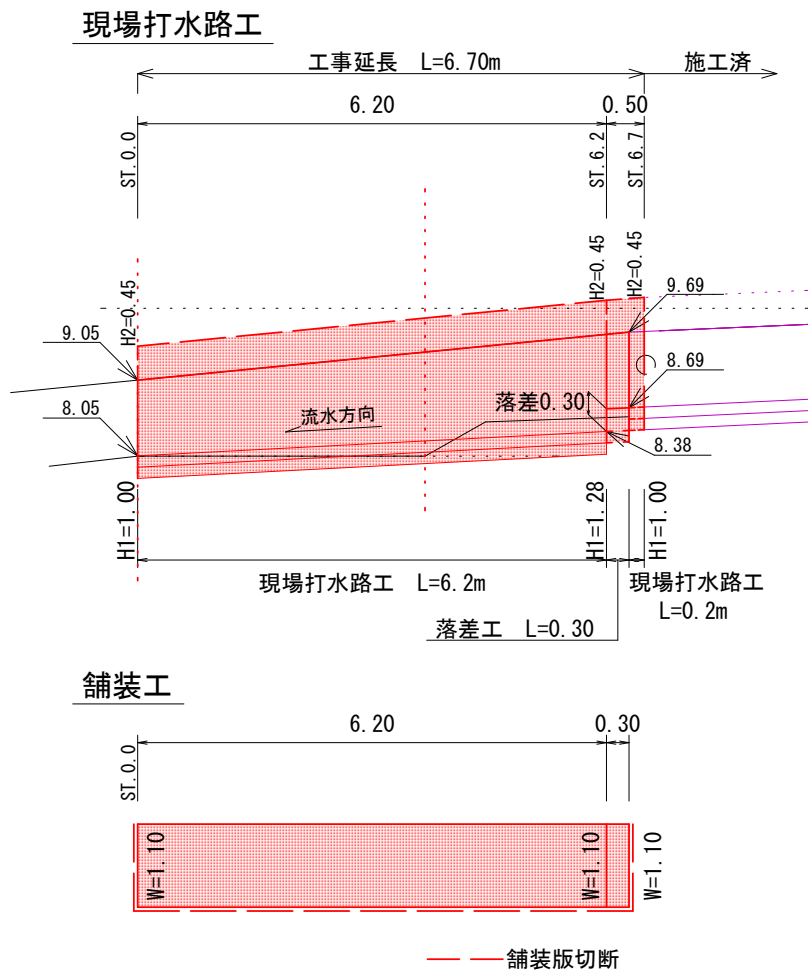 現場打水路工
工事延長 L=6.70m
施工済
6.20
0.50
ST.0.0
ST.6.2
ST.6.7
H2=0.45
H2=0.45
H2=0.45
9.69
9.05
8.69
8.05
流水方向
落差0.30
8.38
H1=1.00
H1=1.28
H1=1.00
現場打水路工 L=6.2m
現場打水路工
L=0.2m
落差工 L=0.30
舗装工
6.20
0.30
ST.0.0
W=1.10
W=1.10
W=1.10
舗装版切断